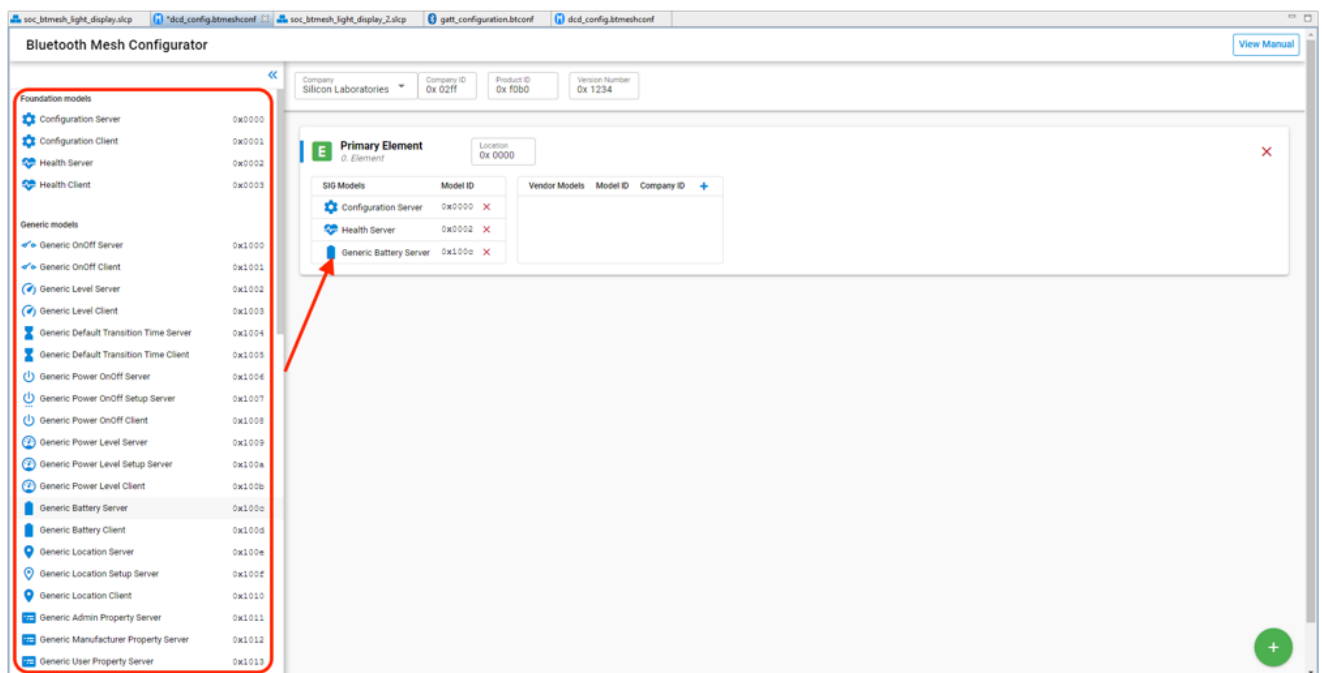 soc_btmesh_light_display.slcp *dcd_config.btmeshconf soc_btmesh_light_display_2.slcp gatt_configuration.btconf dcd_config.btmeshconf
Bluetooth Mesh Configurator View Manual
Company Company ID Product ID Version Number
Silicon Laboratories 0x 02ff 0x f0b0 0x 1234
Foundation models
Configuration Server 0x0000
Configuration Client 0x0001
Health Server 0x0002
Health Client 0x0003
Generic models
Generic OnOff Server 0x1000
Generic OnOff Client 0x1001
Generic Level Server 0x1002
Generic Level Client 0x1003
Generic Default Transition Time Server 0x1004
Generic Default Transition Time Client 0x1005
Generic Power OnOff Server 0x1006
Generic Power OnOff Setup Server 0x1007
Generic Power OnOff Client 0x1008
Generic Power Level Server 0x1009
Generic Power Level Setup Server 0x100a
Generic Power Level Client 0x100b
Generic Battery Server 0x100c
Generic Battery Client 0x100d
Generic Location Server 0x100e
Generic Location Setup Server 0x100f
Generic Location Client 0x1010
Generic Admin Property Server 0x1011
Generic Manufacturer Property Server 0x1012
Generic User Property Server 0x1013
E Primary Element
0. Element
Location
0x 0000
SIG Models Model ID
Configuration Server 0x0000
Health Server 0x0002
Generic Battery Server 0x100c
Vendor Models Model ID Company ID +
+